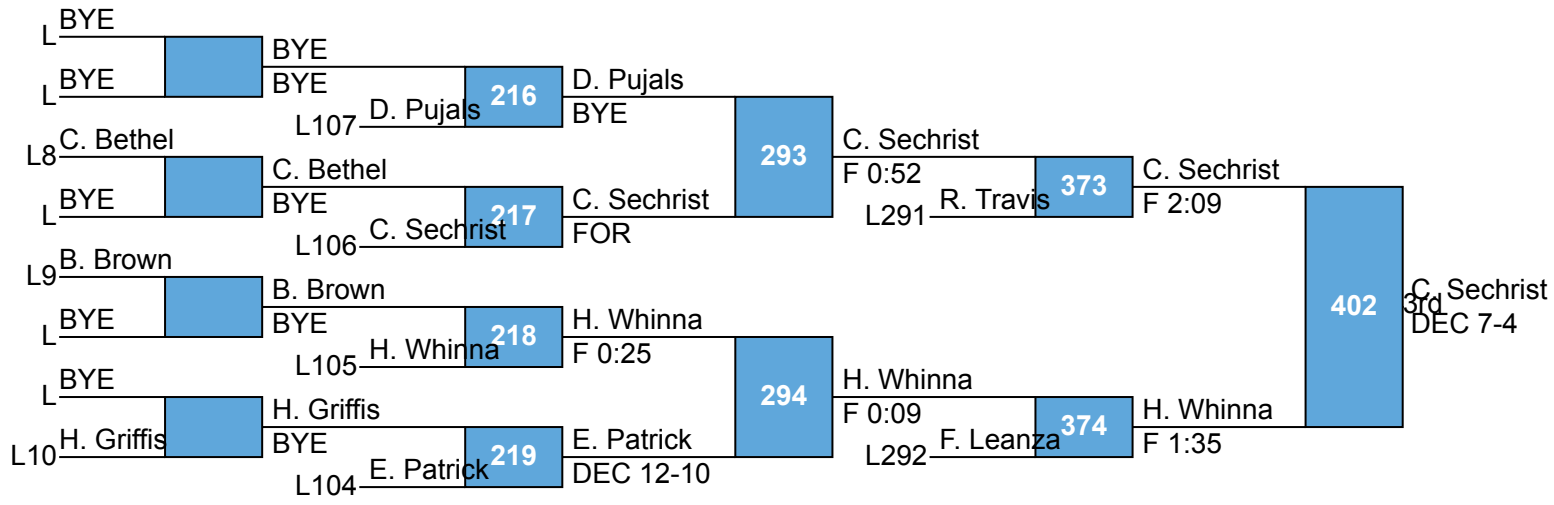 BYE
L
BYE
BYE
L
BYE
D. Pujals
L107
216
D. Pujals
BYE
C. Bethel
L8
C. Bethel
BYE
L
BYE
C. Sechrist
L106
217
C. Sechrist
FOR
293
C. Sechrist
F 0:52
R. Travis
L291
373
C. Sechrist
F 2:09
B. Brown
L9
B. Brown
BYE
L
BYE
H. Whinna
L105
218
H. Whinna
F 0:25
BYE
L
H. Griffis
L10
H. Griffis
BYE
E. Patrick
L104
219
E. Patrick
DEC 12-10
294
H. Whinna
F 0:09
F. Leanza
L292
374
H. Whinna
F 1:35
402
3rd
C. Sechrist
DEC 7-4